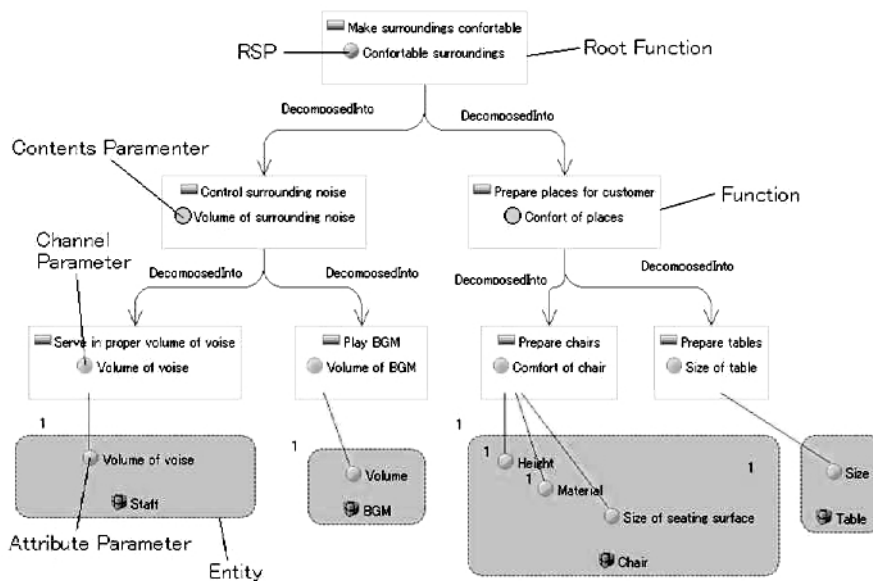 Make surroundings confortable
RSP
Confortable surroundings
Root Function
DecomposedInto
DecomposedInto
Contents Paramenter
Control surrounding noise
Volume of surrounding noise
Prepare places for customer
Confort of places
Function
Channel
Parameter
DecomposedInto
DecomposedInto
DecomposedInto
DecomposedInto
Serve in proper volume of voise
Volume of voise
Play BGM
Volume of BGM
Prepare chairs
Comfort of chair
Prepare tables
Size of table
1
1
1
Volume of voise
Staff
Volume
BGM
1
Height
1
Material
Size of seating surface
Chair
1
Size
Table
Attribute Parameter
Entity